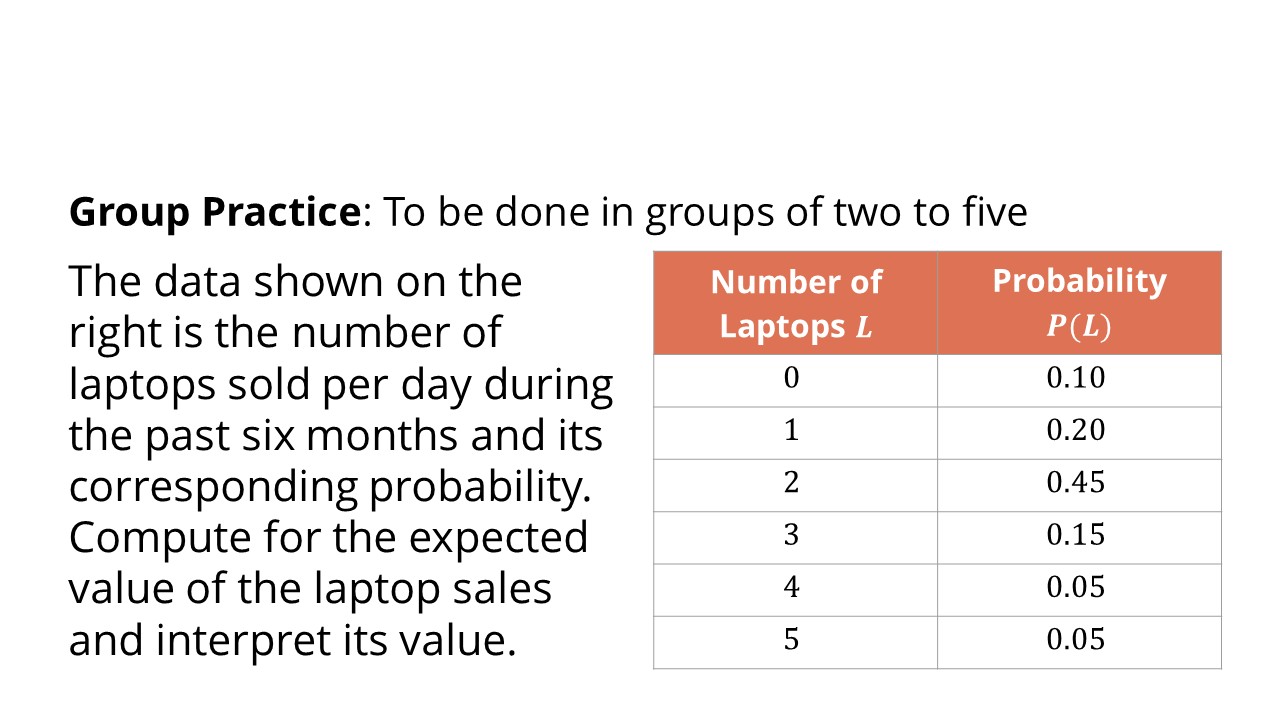 Group Practice: To be done in groups of two to five
The data shown on the
right is the number of
laptops sold per day during
the past six months and its
corresponding probability.
Compute for the expected
value of the laptop sales
and interpret its value.
Number of Laptops L Probability P(L)
0 0.10
1 0.20
2 0.45
3 0.15
4 0.05
5 0.05